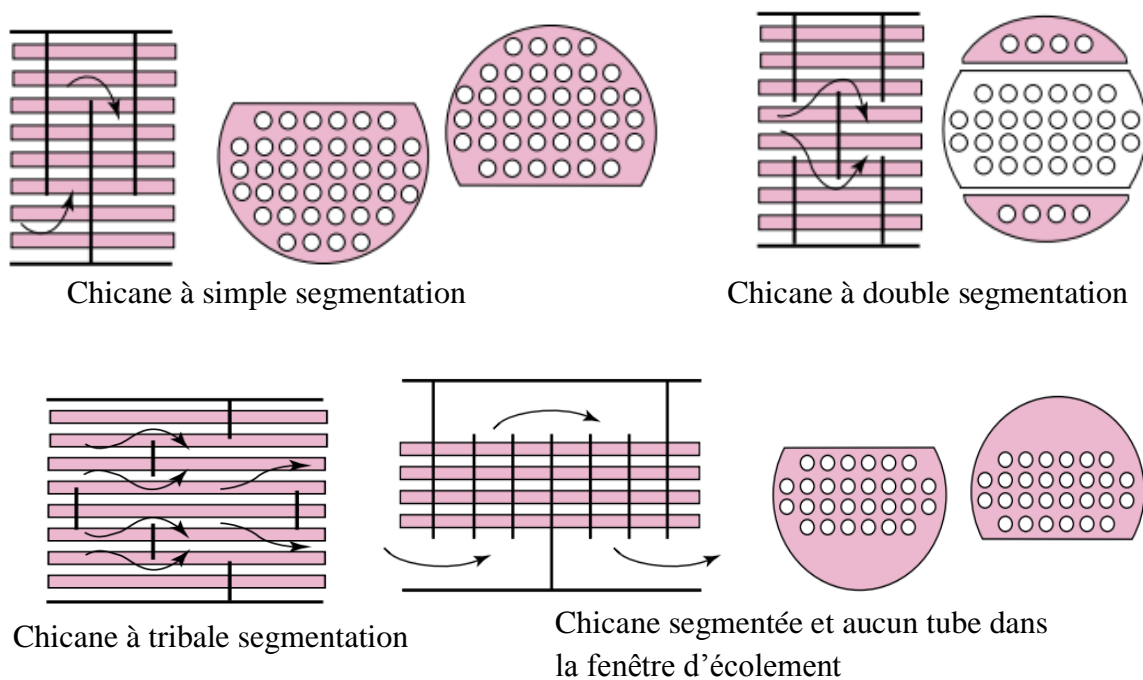 Chicane à simple segmentation
Chicane à double segmentation
Chicane à tribale segmentation
Chicane segmentée et aucun tube dans
la fenêtre d’écolement